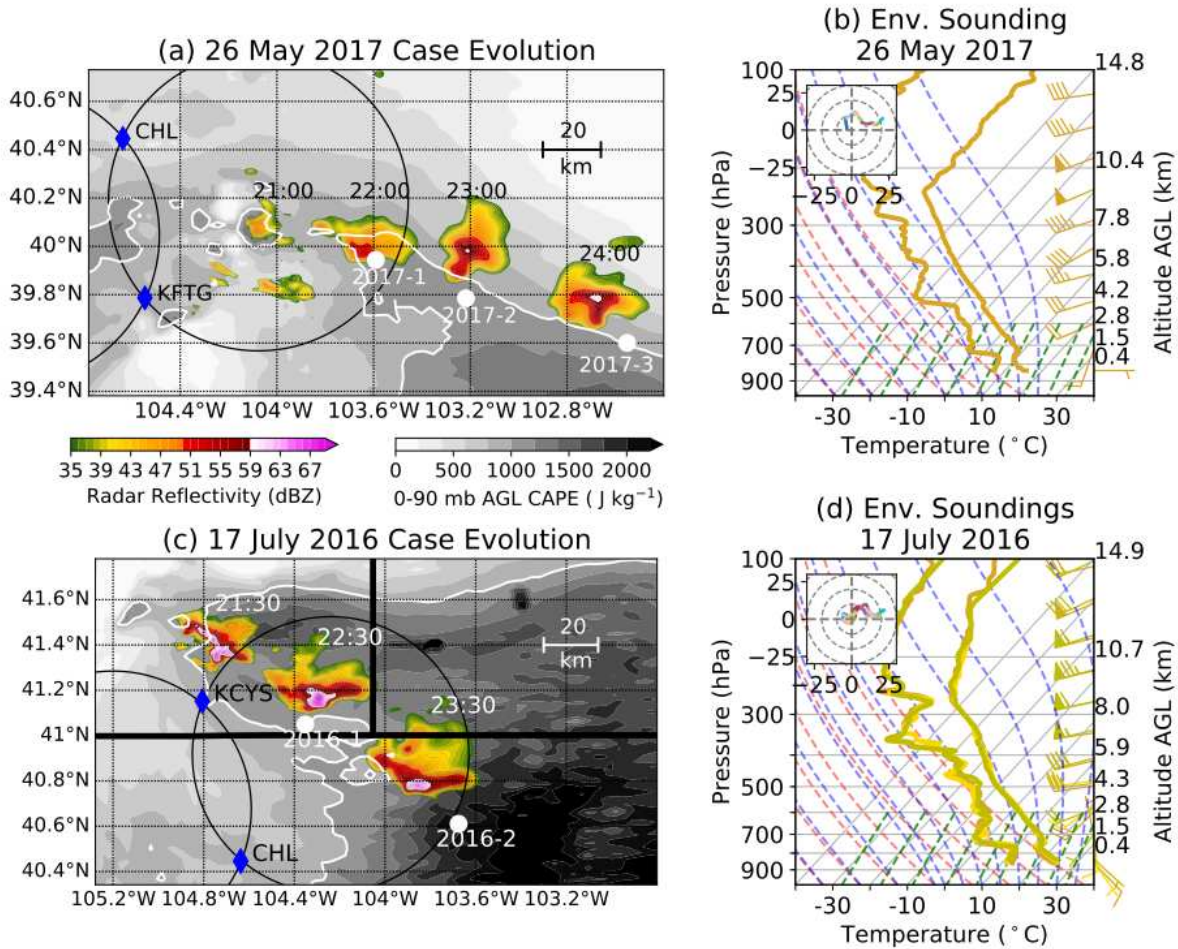 (a) 26 May 2017 Case Evolution
40.6°N
40.4°N
40.2°N
40°N
39.8°N
39.6°N
39.4°N
CHL
KFTG
21:00
22:00
23:00
24:00
20
km
2017-1
2017-2
2017-3
104.4°W
104°W
103.6°W
103.2°W
102.8°W
35 39 43 47 51 55 59 63 67
Radar Reflectivity (dBZ)
0 500 1000 1500 2000
0-90 mb AGL CAPE ( J kg⁻¹)
(b) Env. Sounding
26 May 2017
100
25
0
−25
300
500
700
900
Pressure (hPa)
−25 0 25
14.8
10.4
7.8
5.8
4.2
2.8
1.5
0.4
Altitude AGL (km)
-30 -10 10 30
Temperature (°C)
(c) 17 July 2016 Case Evolution
41.6°N
41.4°N
41.2°N
41°N
40.8°N
40.6°N
40.4°N
21:30
22:30
23:30
20
km
KCYS
CHL
2016-1
2016-2
105.2°W
104.8°W
104.4°W
104°W
103.6°W
103.2°W
(d) Env. Soundings
17 July 2016
100
25
0
−25
300
500
700
900
Pressure (hPa)
−25 0 25
14.9
10.7
8.0
5.9
4.3
2.8
1.5
0.4
Altitude AGL (km)
-30 -10 10 30
Temperature (°C)